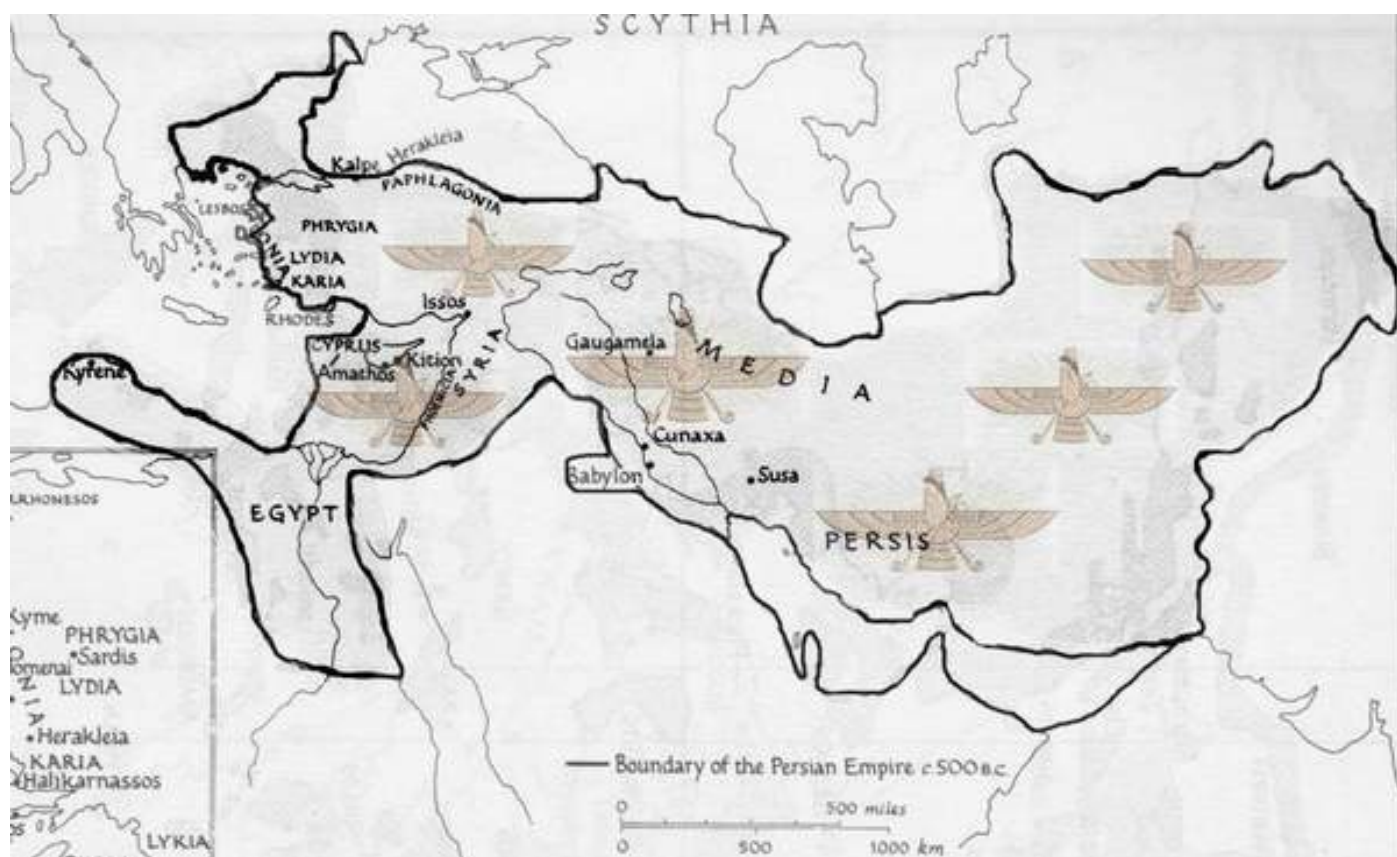 SCYTHIA
Kalpe
Herakleia
PAPHLAGONIA
LESBOS
PHRYGIA
IONIA
LYDIA
KARIA
RHODES
Issos
CYPRUS
Kition
Amathos
SYRIA
Kyrene
Gaugamela
MEDIA
Cunaxa
Babylon
Susa
EGYPT
PERSIS
RRHONESOS
Kyme
PHRYGIA
Sardis
LYDIA
Herakleia
KARIA
Halikarnassos
LYKIA
Boundary of the Persian Empire c.500 B.C.
0 500 miles
0 500 1000 km